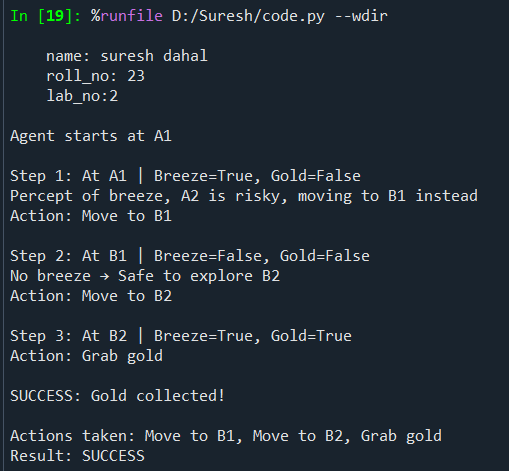 In [19]: %runfile D:/Suresh/code.py --wdir
name: suresh dahal
roll_no: 23
lab_no:2
Agent starts at A1
Step 1: At A1 | Breeze=True, Gold=False
Percept of breeze, A2 is risky, moving to B1 instead
Action: Move to B1
Step 2: At B1 | Breeze=False, Gold=False
No breeze → Safe to explore B2
Action: Move to B2
Step 3: At B2 | Breeze=True, Gold=True
Action: Grab gold
SUCCESS: Gold collected!
Actions taken: Move to B1, Move to B2, Grab gold
Result: SUCCESS